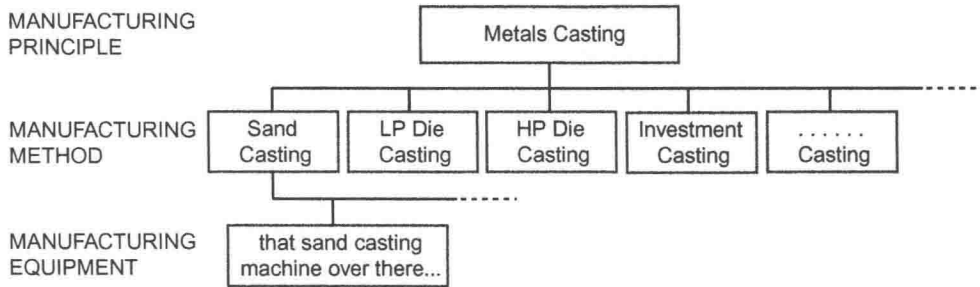 MANUFACTURING
PRINCIPLE
Metals Casting
MANUFACTURING
METHOD
Sand
Casting
LP Die
Casting
HP Die
Casting
Investment
Casting
. . . . . .
Casting
MANUFACTURING
EQUIPMENT
that sand casting
machine over there...